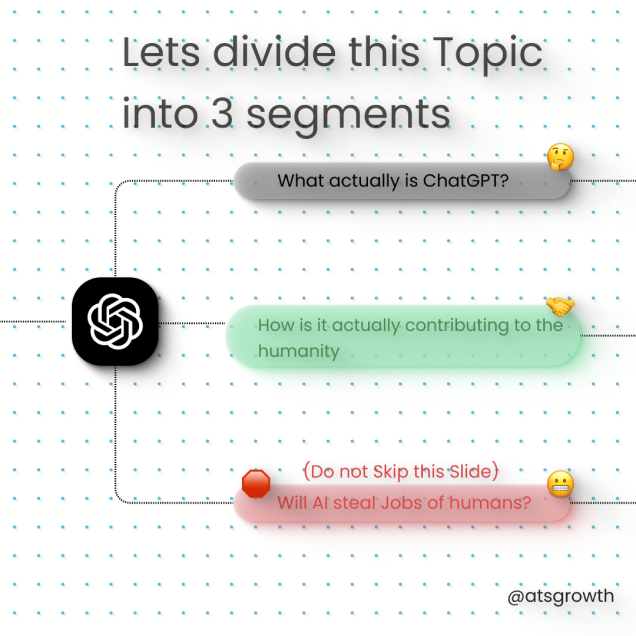 Lets divide this Topic
into 3 segments
What actually is ChatGPT?
How is it actually contributing to the
humanity
(Do not Skip this Slide)
Will AI steal Jobs of humans?
@atsgrowth